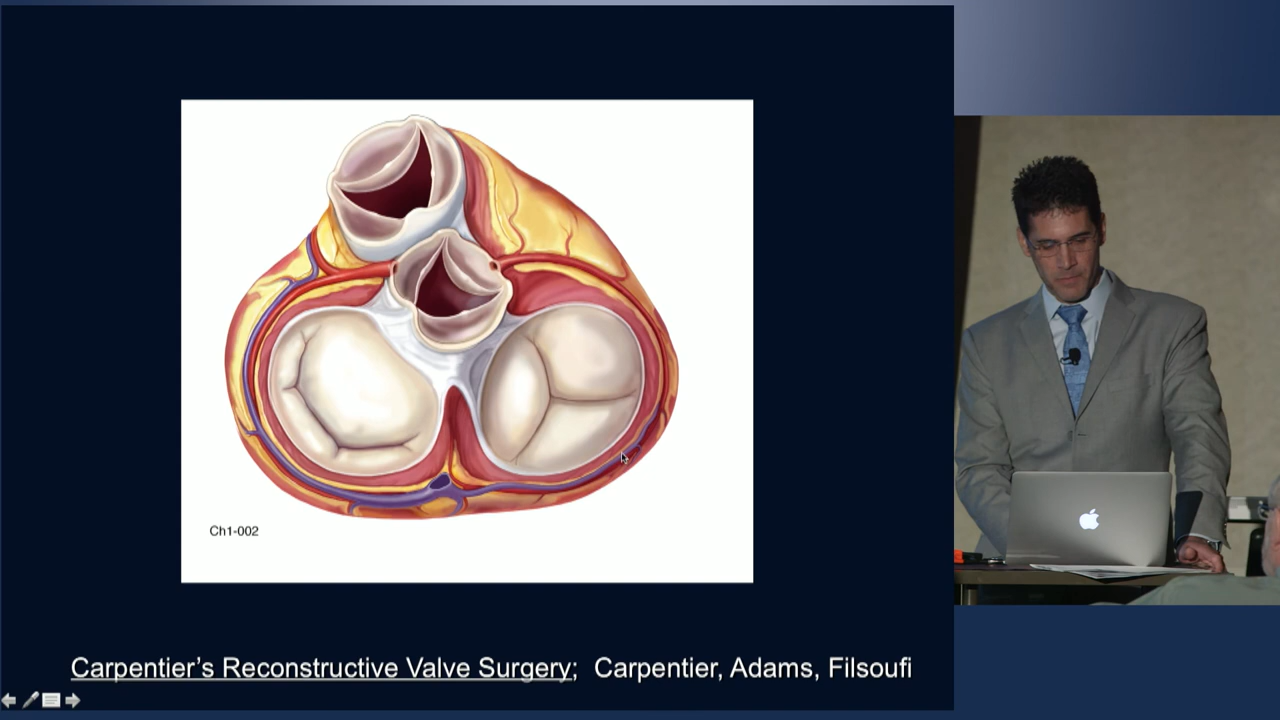 Ch1-002
Carpentier’s Reconstructive Valve Surgery;  Carpentier, Adams, Filsoufi